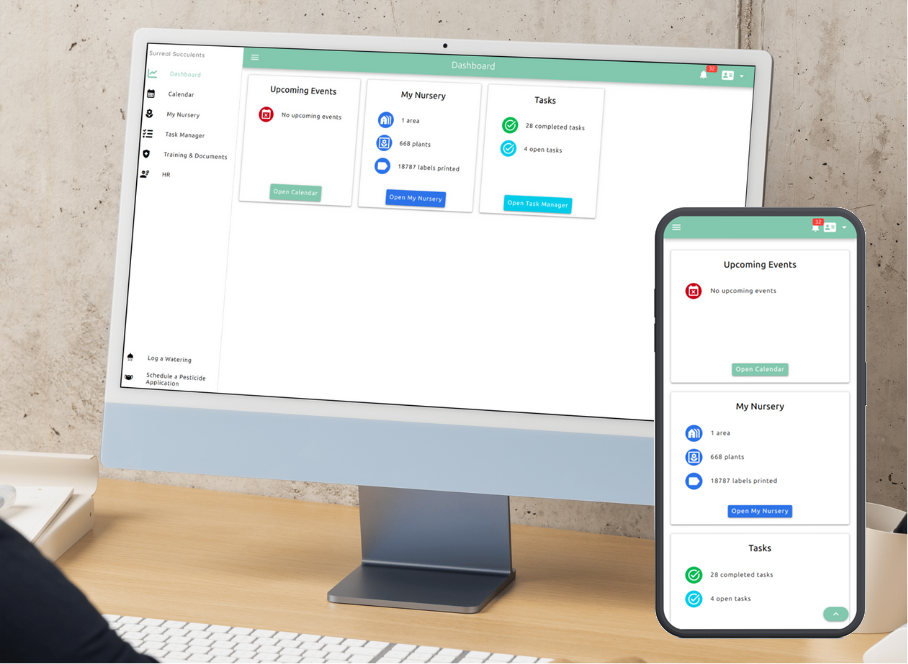 Surreal Succulents
Dashboard
Calendar
My Nursery
Task Manager
Training & Documents
HR
Log a Watering
Schedule a Pesticide
Application
Dashboard
Upcoming Events
No upcoming events
Open Calendar
My Nursery
1 area
668 plants
18787 labels printed
Open My Nursery
Tasks
28 completed tasks
4 open tasks
Open Task Manager
Upcoming Events
No upcoming events
Open Calendar
My Nursery
1 area
668 plants
18787 labels printed
Open My Nursery
Tasks
28 completed tasks
4 open tasks